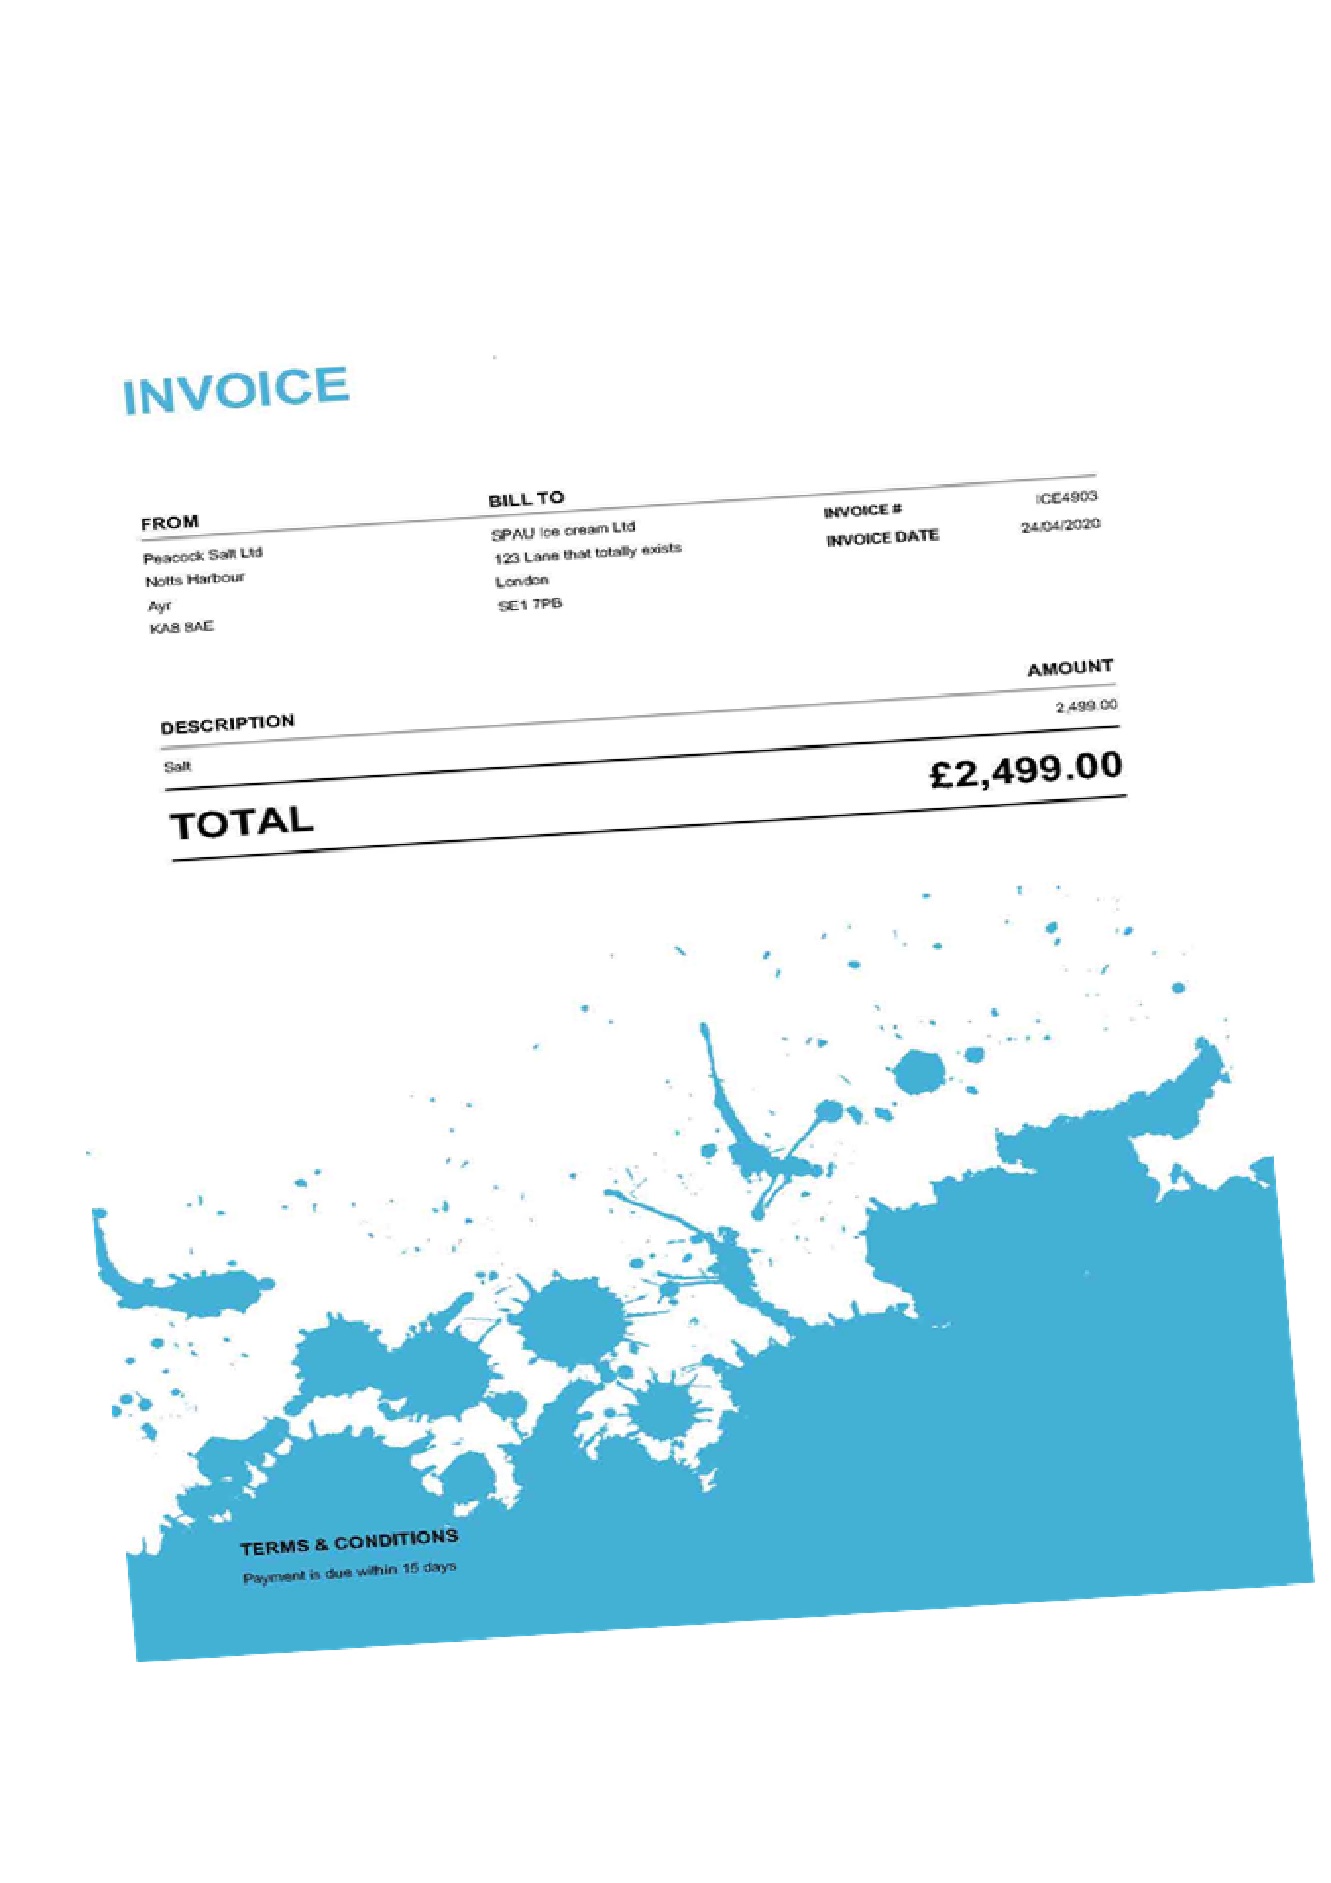 INVOICE
FROM
Peacock Salt Ltd
Notts Harbour
Ayr
KA8 8AE
BILL TO
SPAU Ice cream Ltd
123 Lane that totally exists
London
SE1 7PB
INVOICE # ICE4903
INVOICE DATE 24/04/2020
DESCRIPTION AMOUNT
Salt 2,499.00
TOTAL £2,499.00
TERMS & CONDITIONS
Payment is due within 15 days